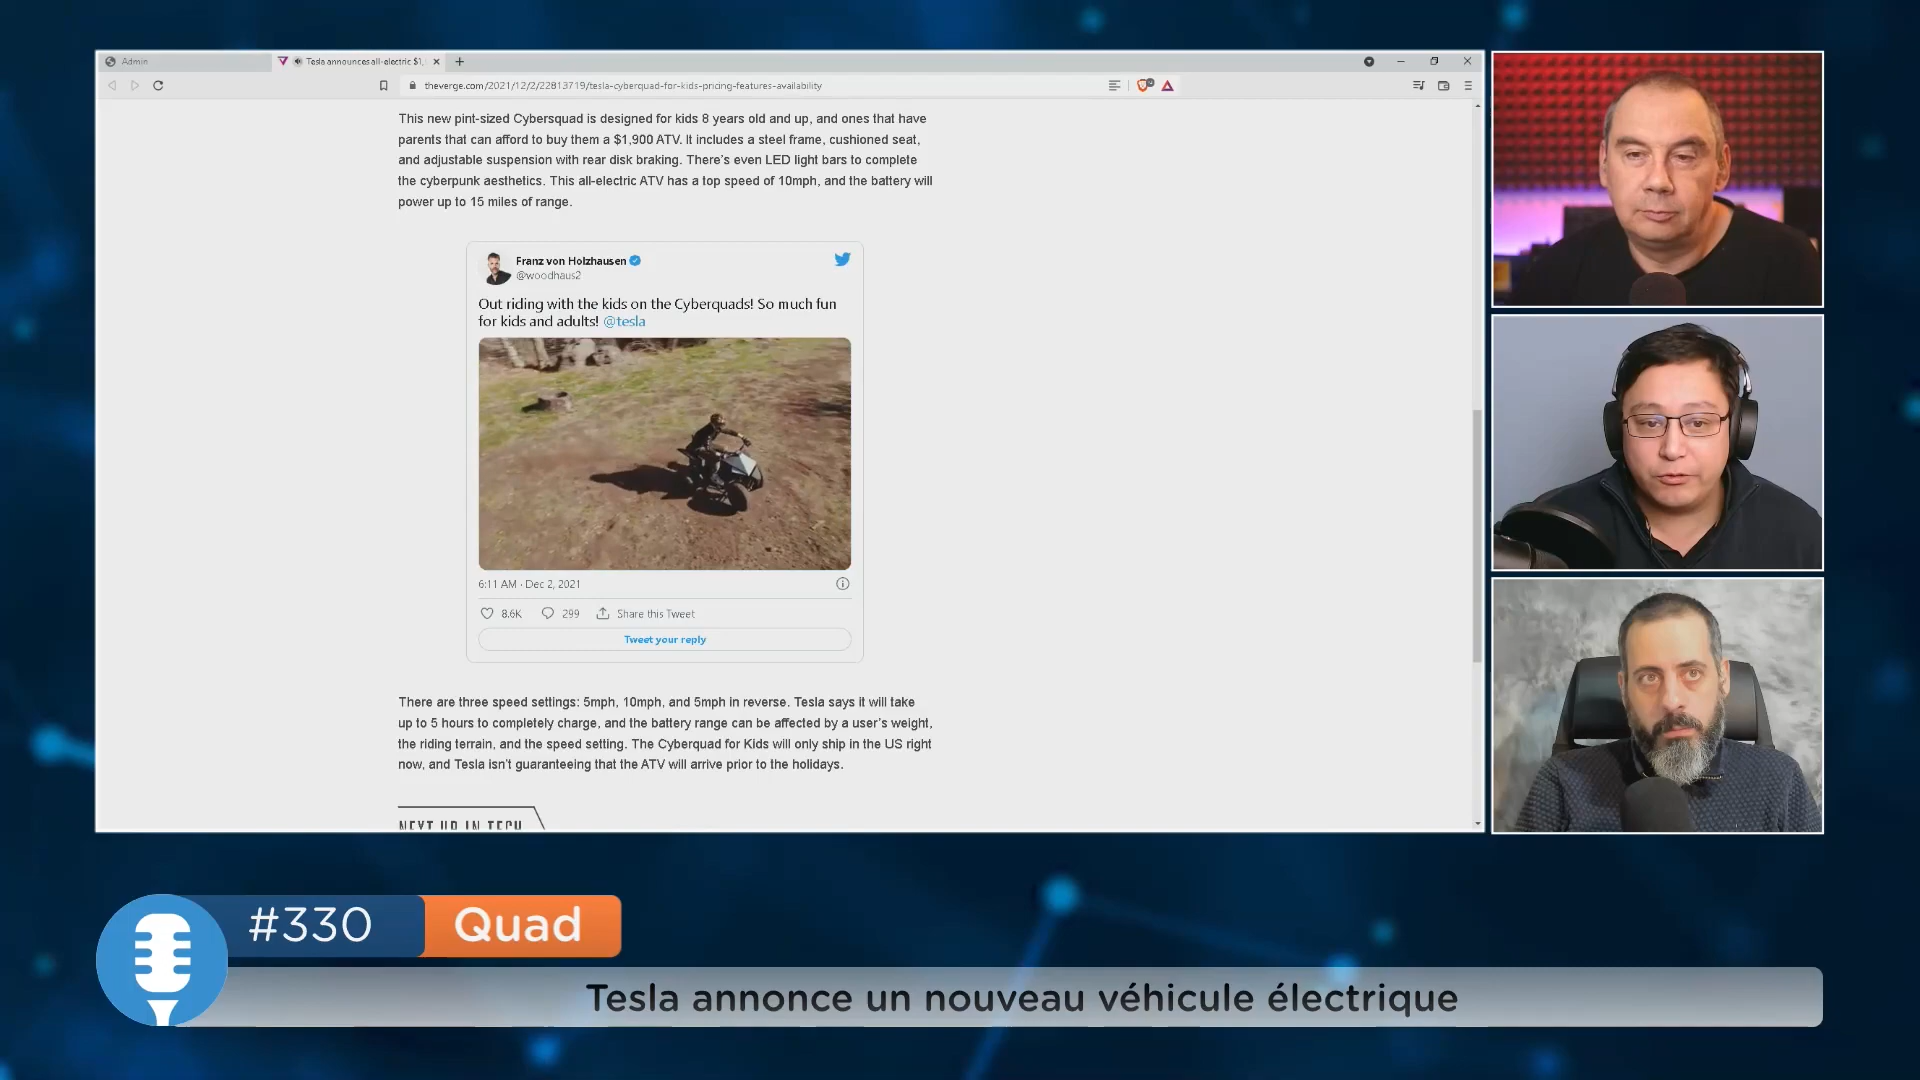 Admin
Tesla announces all-electric $1,
theverge.com/2021/12/2/22813719/tesla-cyberquad-for-kids-pricing-features-availability
This new pint-sized Cybersquad is designed for kids 8 years old and up, and ones that have
parents that can afford to buy them a $1,900 ATV. It includes a steel frame, cushioned seat,
and adjustable suspension with rear disk braking. There's even LED light bars to complete
the cyberpunk aesthetics. This all-electric ATV has a top speed of 10mph, and the battery will
power up to 15 miles of range.
Franz von Holzhausen
@woodhaus2
Out riding with the kids on the Cyberquads! So much fun
for kids and adults! @tesla
6:11 AM · Dec 2, 2021
8.6K 299 Share this Tweet
Tweet your reply
There are three speed settings: 5mph, 10mph, and 5mph in reverse. Tesla says it will take
up to 5 hours to completely charge, and the battery range can be affected by a user's weight,
the riding terrain, and the speed setting. The Cyberquad for Kids will only ship in the US right
now, and Tesla isn't guaranteeing that the ATV will arrive prior to the holidays.
NEXT UP IN TECH
#330 Quad
Tesla annonce un nouveau véhicule électrique